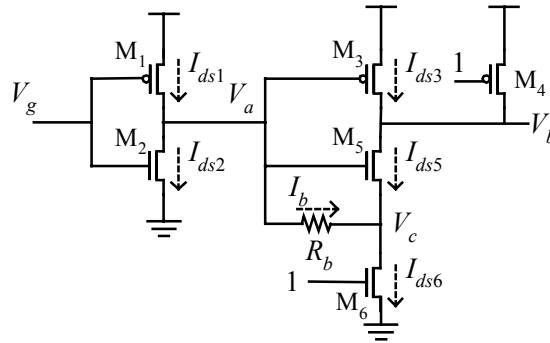 M1
Ids1
Vg
Va
M2
Ids2
M3
Ids3
1
M4
Vb
M5
Ids5
Ib
Rb
Vc
1
M6
Ids6